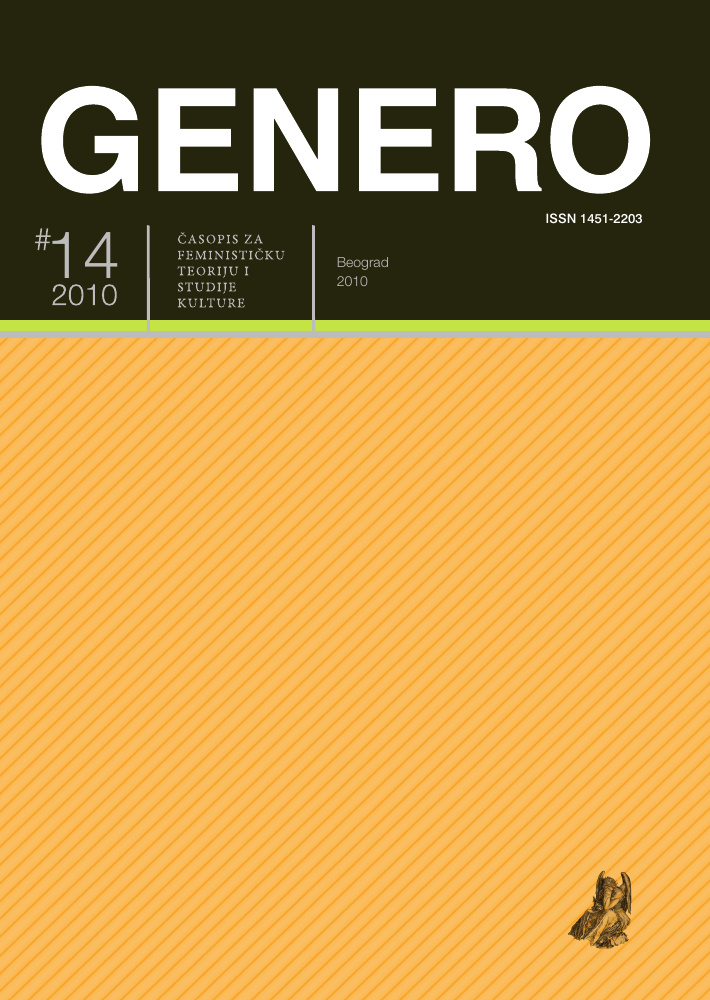 GENERO
ISSN 1451-2203
#14
2010
ČASOPIS ZA
FEMINISTIČKU
TEORIJU I
STUDIJE
KULTURE
Beograd
2010